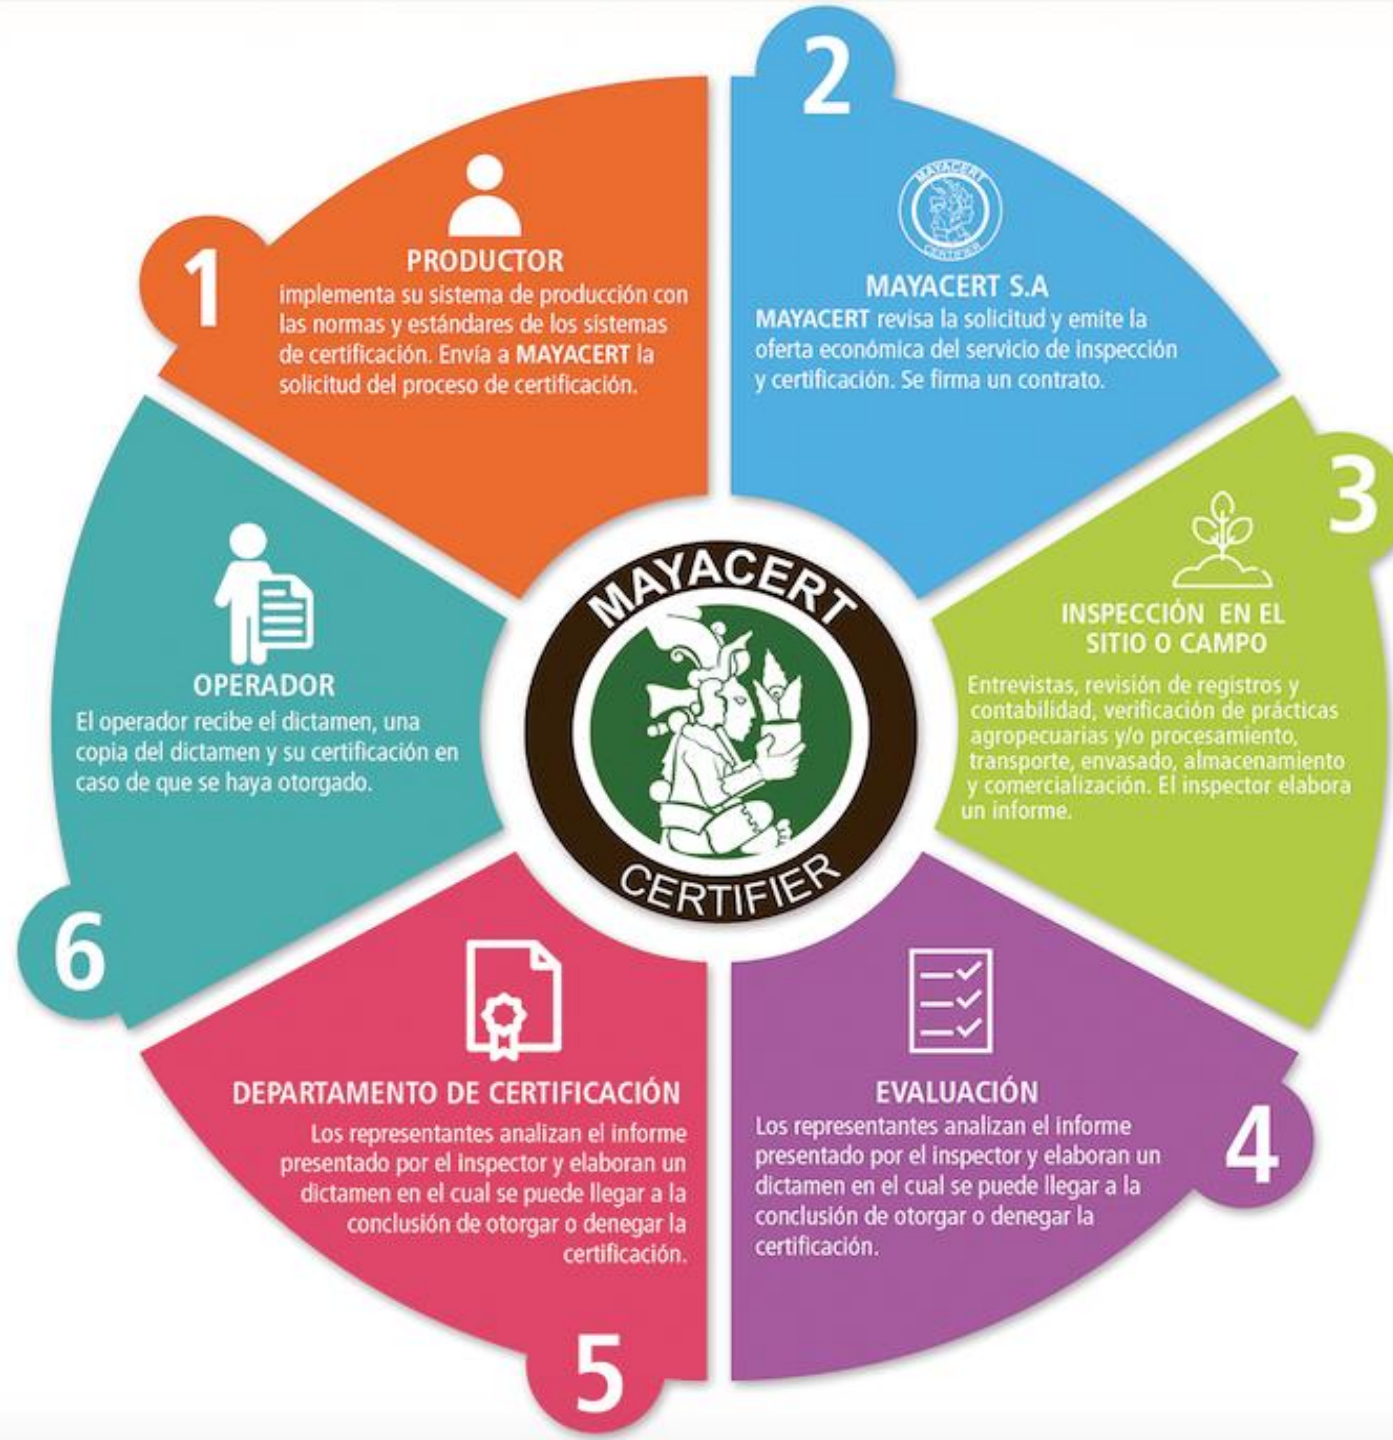 1
PRODUCTOR
implementa su sistema de producción con
las normas y estándares de los sistemas
de certificación. Envía a MAYACERT la
solicitud del proceso de certificación.
2
MAYACERT
CERTIFIER
MAYACERT S.A
MAYACERT revisa la solicitud y emite la
oferta económica del servicio de inspección
y certificación. Se firma un contrato.
3
INSPECCIÓN EN EL
SITIO O CAMPO
Entrevistas, revisión de registros y
contabilidad, verificación de prácticas
agropecuarias y/o procesamiento,
transporte, envasado, almacenamiento
y comercialización. El inspector elabora
un informe.
4
EVALUACIÓN
Los representantes analizan el informe
presentado por el inspector y elaboran un
dictamen en el cual se puede llegar a la
conclusión de otorgar o denegar la
certificación.
5
DEPARTAMENTO DE CERTIFICACIÓN
Los representantes analizan el informe
presentado por el inspector y elaboran un
dictamen en el cual se puede llegar a la
conclusión de otorgar o denegar la
certificación.
6
OPERADOR
El operador recibe el dictamen, una
copia del dictamen y su certificación en
caso de que se haya otorgado.
MAYACERT
CERTIFIER